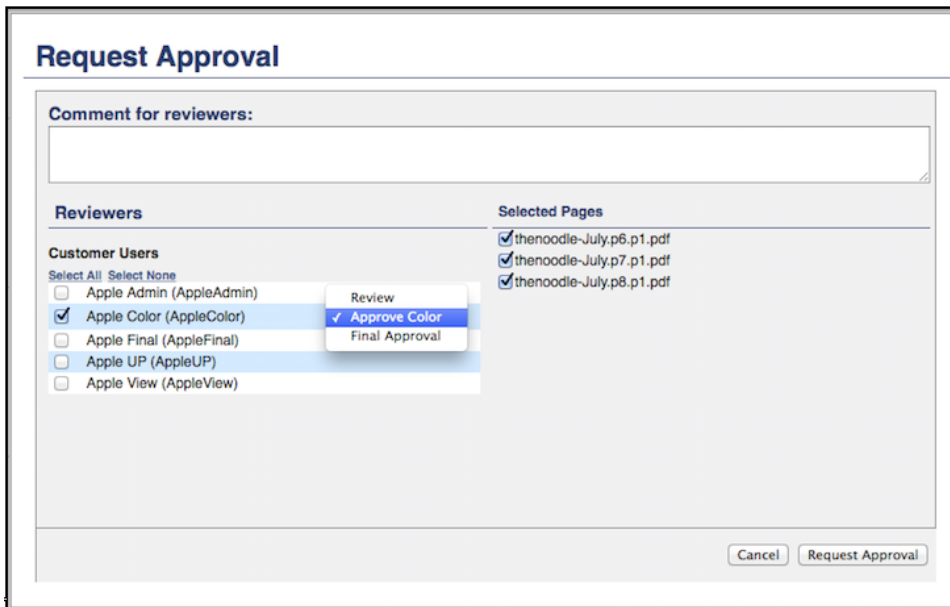 Request Approval
Comment for reviewers:
Reviewers
Customer Users
Select All Select None
Apple Admin (AppleAdmin)
Apple Color (AppleColor)
Apple Final (AppleFinal)
Apple UP (AppleUP)
Apple View (AppleView)
Review
✓ Approve Color
Final Approval
Selected Pages
thenoodle-July.p6.p1.pdf
thenoodle-July.p7.p1.pdf
thenoodle-July.p8.p1.pdf
Cancel Request Approval